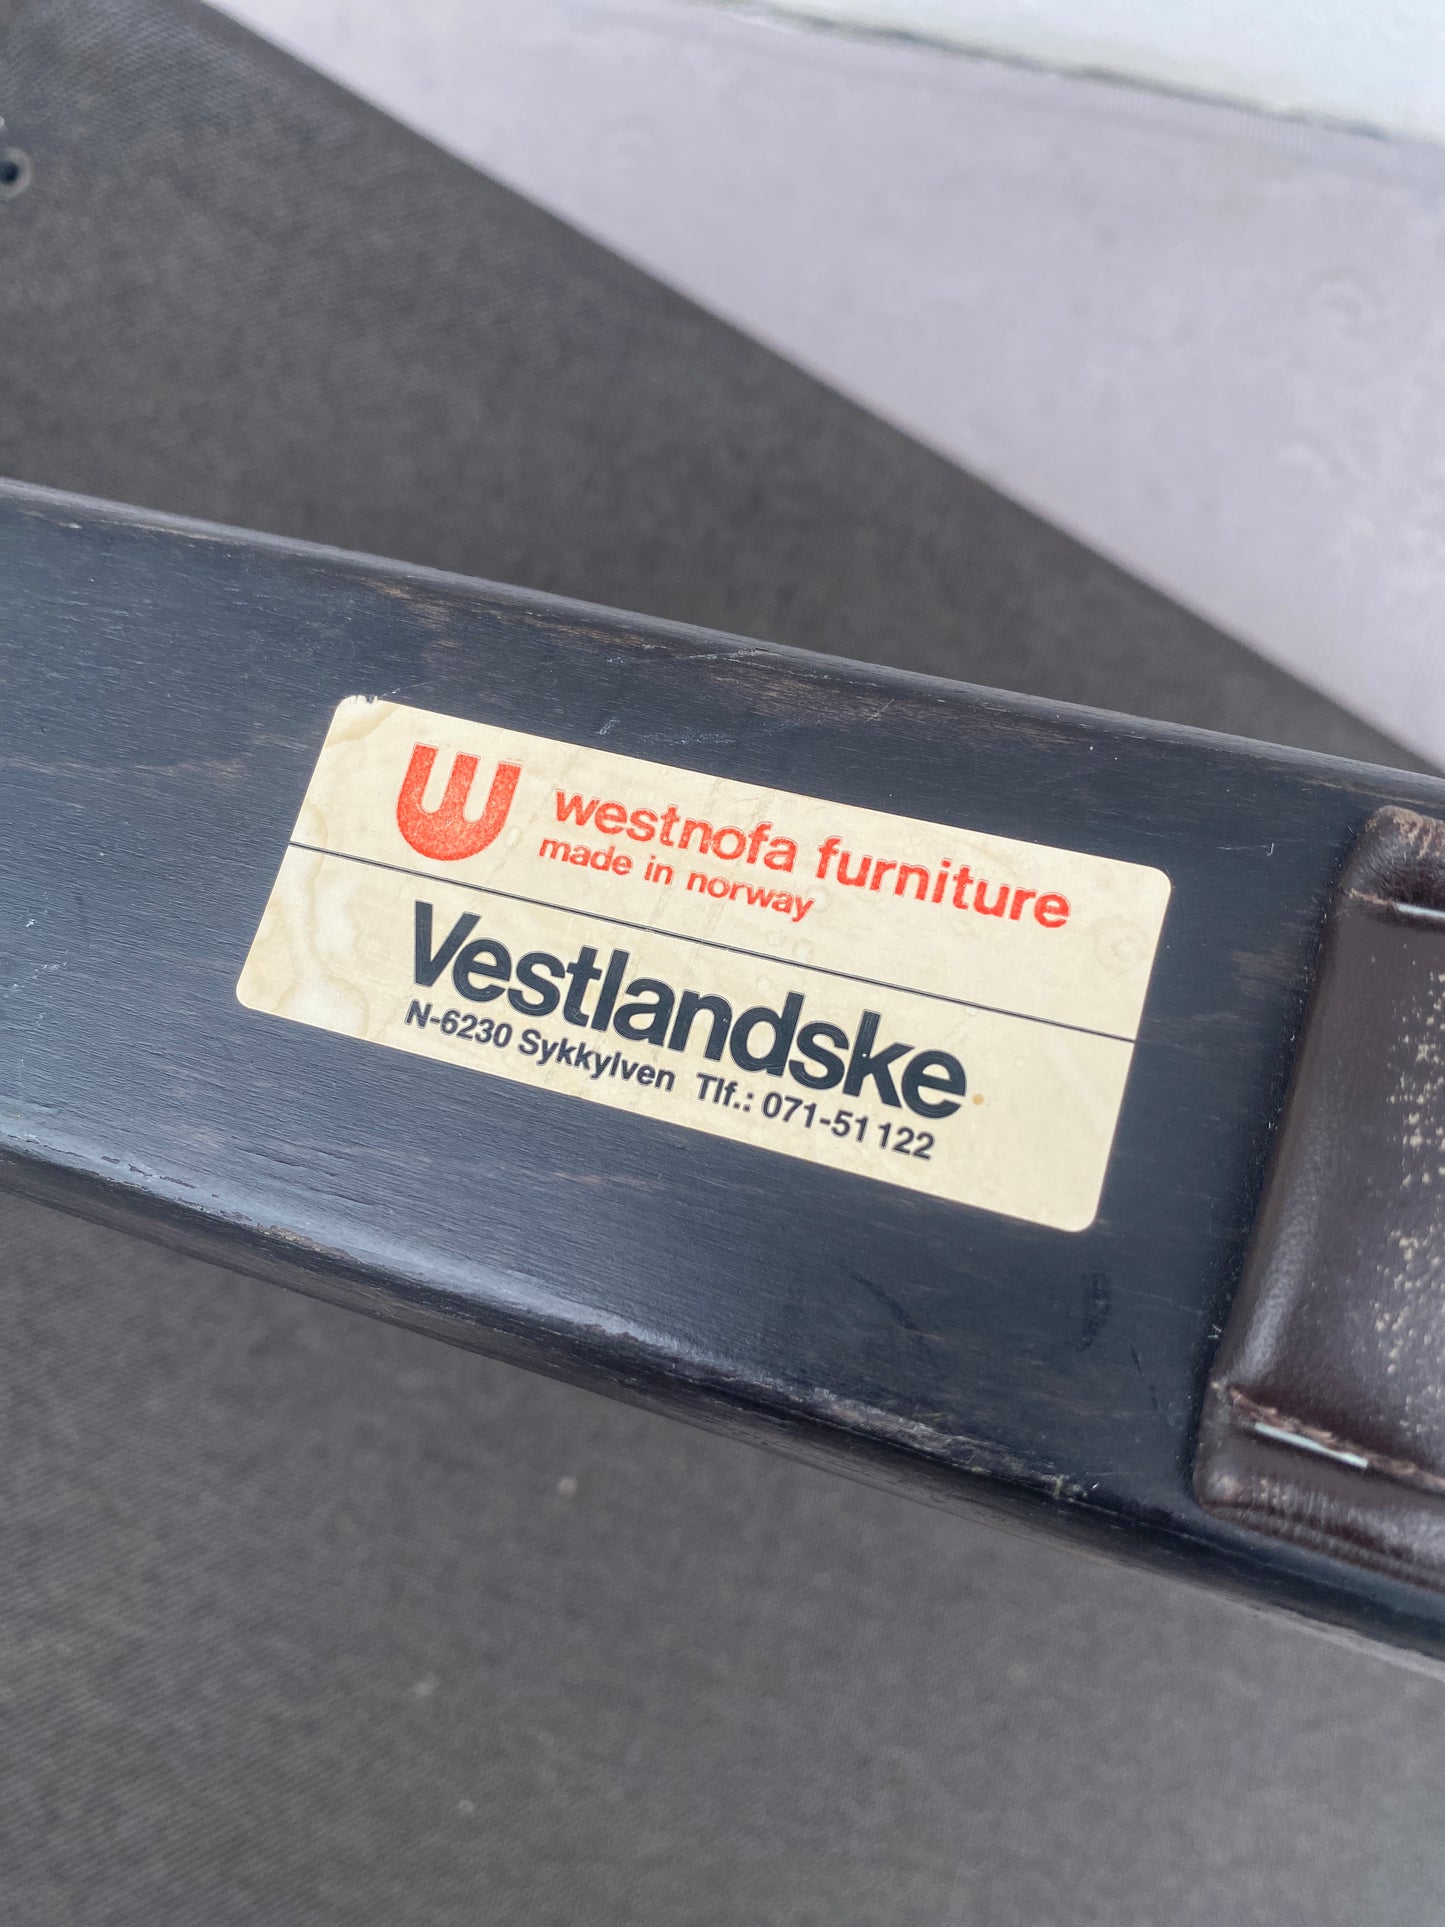 westnofa furniture
made in norway
Vestlandske
N-6230 Sykkylven Tlf.: 071-51 122